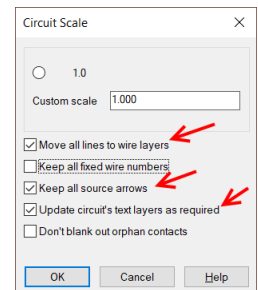 Circuit Scale
1.0
Custom scale 1.000
Move all lines to wire layers
Keep all fixed wire numbers
Keep all source arrows
Update circuit's text layers as required
Don't blank out orphan contacts
OK Cancel Help